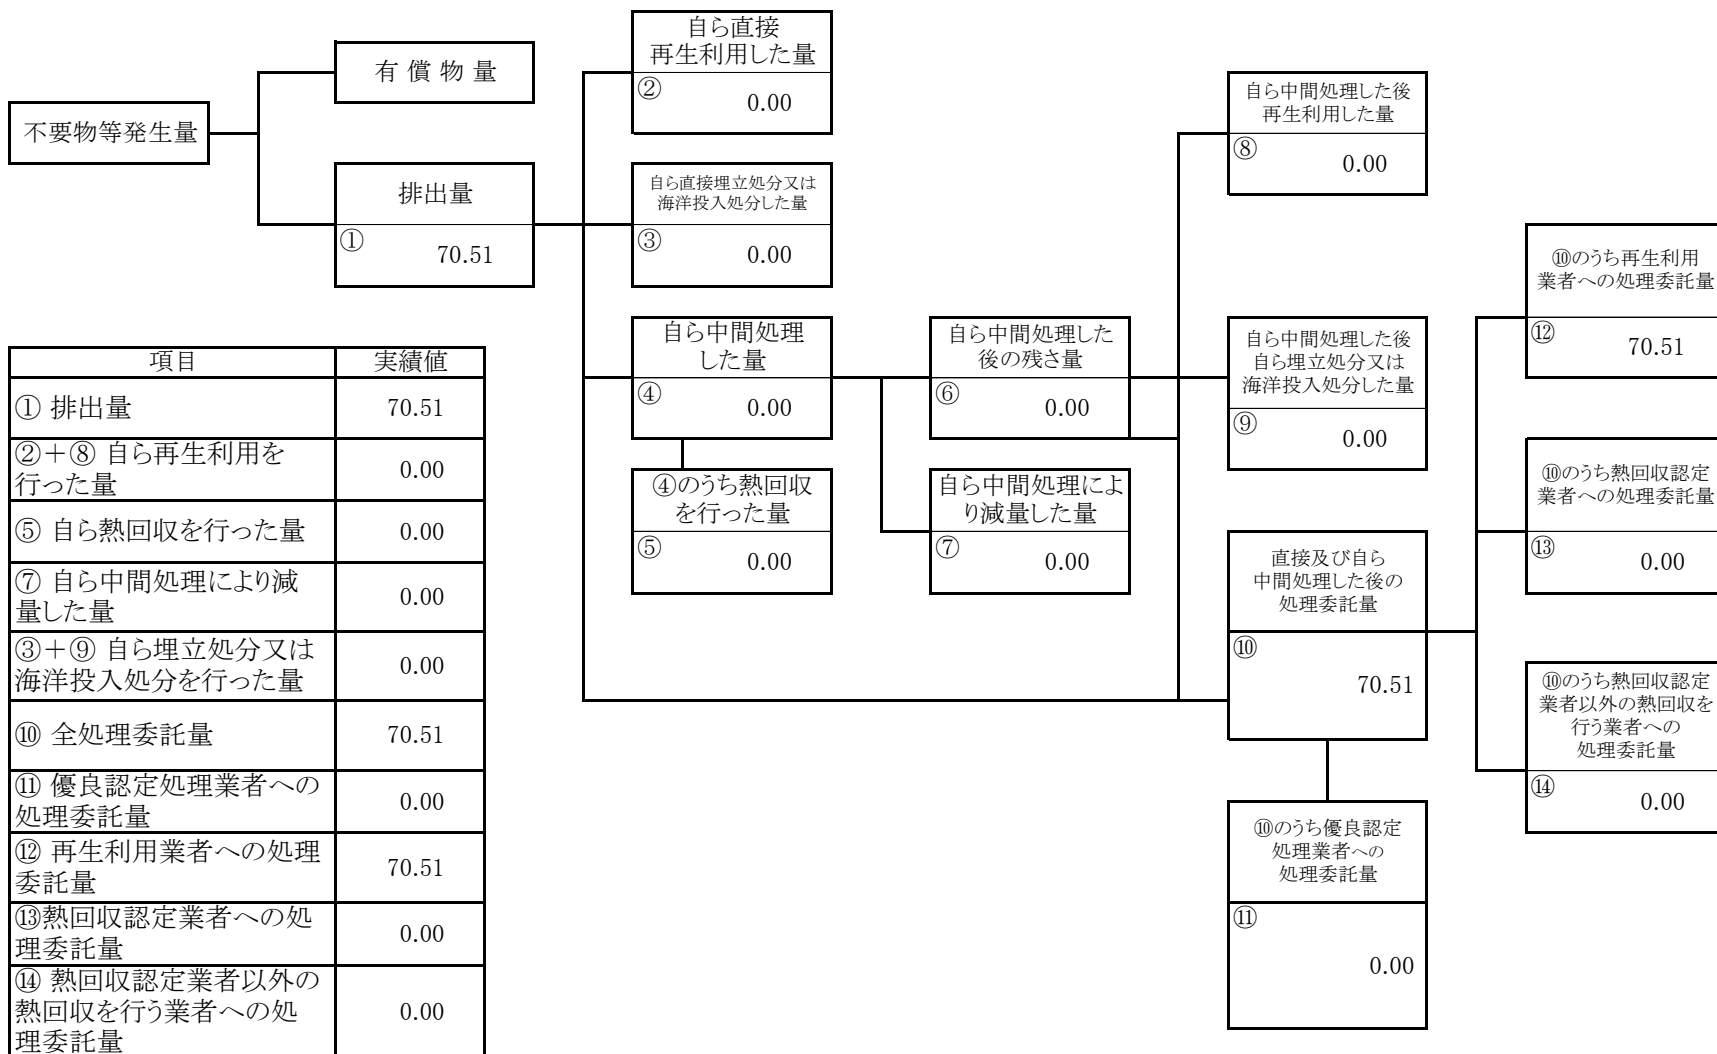 不要物等発生量
有 償 物 量
排出量
①
70.51
自ら直接
再生利用した量
②
0.00
自ら直接埋立処分又は
海洋投入処分した量
③
0.00
自ら中間処理
した量
④
0.00
④のうち熱回収
を行った量
⑤
0.00
自ら中間処理した
後の残さ量
⑥
0.00
自ら中間処理によ
り減量した量
⑦
0.00
自ら中間処理した後
再生利用した量
⑧
0.00
自ら中間処理した後
自ら埋立処分又は
海洋投入処分した量
⑨
0.00
直接及び自ら
中間処理した後の
処理委託量
⑩
70.51
⑩のうち優良認定
処理業者への
処理委託量
⑪
0.00
⑩のうち再生利用
業者への処理委託量
⑫
70.51
⑩のうち熱回収認定
業者への処理委託量
⑬
0.00
⑩のうち熱回収認定
業者以外の熱回収を
行う業者への
処理委託量
⑭
0.00
項目 実績値
① 排出量 70.51
②+⑧ 自ら再生利用を
行った量 0.00
⑤ 自ら熱回収を行った量 0.00
⑦ 自ら中間処理により減
量した量 0.00
③+⑨ 自ら埋立処分又は
海洋投入処分を行った量 0.00
⑩ 全処理委託量 70.51
⑪ 優良認定処理業者への
処理委託量 0.00
⑫ 再生利用業者への処理
委託量 70.51
⑬熱回収認定業者への処
理委託量 0.00
⑭ 熱回収認定業者以外の
熱回収を行う業者への処
理委託量 0.00